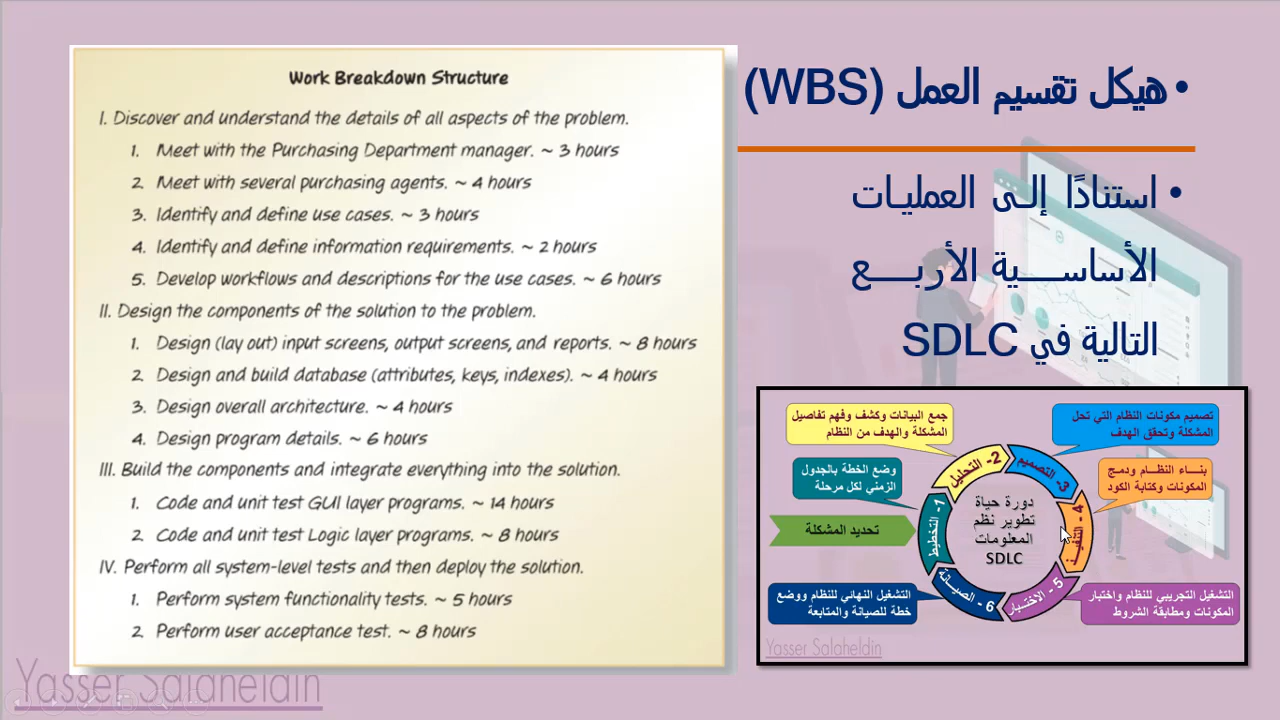 Work Breakdown Structure
I. Discover and understand the details of all aspects of the problem.
1. Meet with the Purchasing Department manager. ~ 3 hours
2. Meet with several purchasing agents. ~ 4 hours
3. Identify and define use cases. ~ 3 hours
4. Identify and define information requirements. ~ 2 hours
5. Develop workflows and descriptions for the use cases. ~ 6 hours
II. Design the components of the solution to the problem.
1. Design (lay out) input screens, output screens, and reports. ~ 8 hours
2. Design and build database (attributes, keys, indexes). ~ 4 hours
3. Design overall architecture. ~ 4 hours
4. Design program details. ~ 6 hours
III. Build the components and integrate everything into the solution.
1. Code and unit test GUI layer programs. ~ 14 hours
2. Code and unit test Logic layer programs. ~ 8 hours
IV. Perform all system-level tests and then deploy the solution.
1. Perform system functionality tests. ~ 5 hours
2. Perform user acceptance test. ~ 8 hours
• هيكل تقسيم العمل (WBS)
• استنادًا إلى العمليات
الأساسية الأربع
التالية في SDLC
تصميم مكونات النظام التي تحل
المشكلة وتحقق الهدف
جمع البيانات وكشف وفهم تفاصيل
المشكلة والهدف من النظام
بناء النظام ودمج
المكونات وكتابة الكود
وضع الخطة بالجدول
الزمني لكل مرحلة
تحديد المشكلة
1- التخطيط
2- التحليل
3- التصميم
4- التنفيذ
5- الاختبار
6- الصيانة
دورة حياة
تطوير نظم
المعلومات
SDLC
التشغيل التجريبي للنظام واختبار
المكونات ومطابقة الشروط
التشغيل النهائي للنظام ووضع
خطة للصيانة والمتابعة
Yasser Salaheldin
Yasser Salaheldin